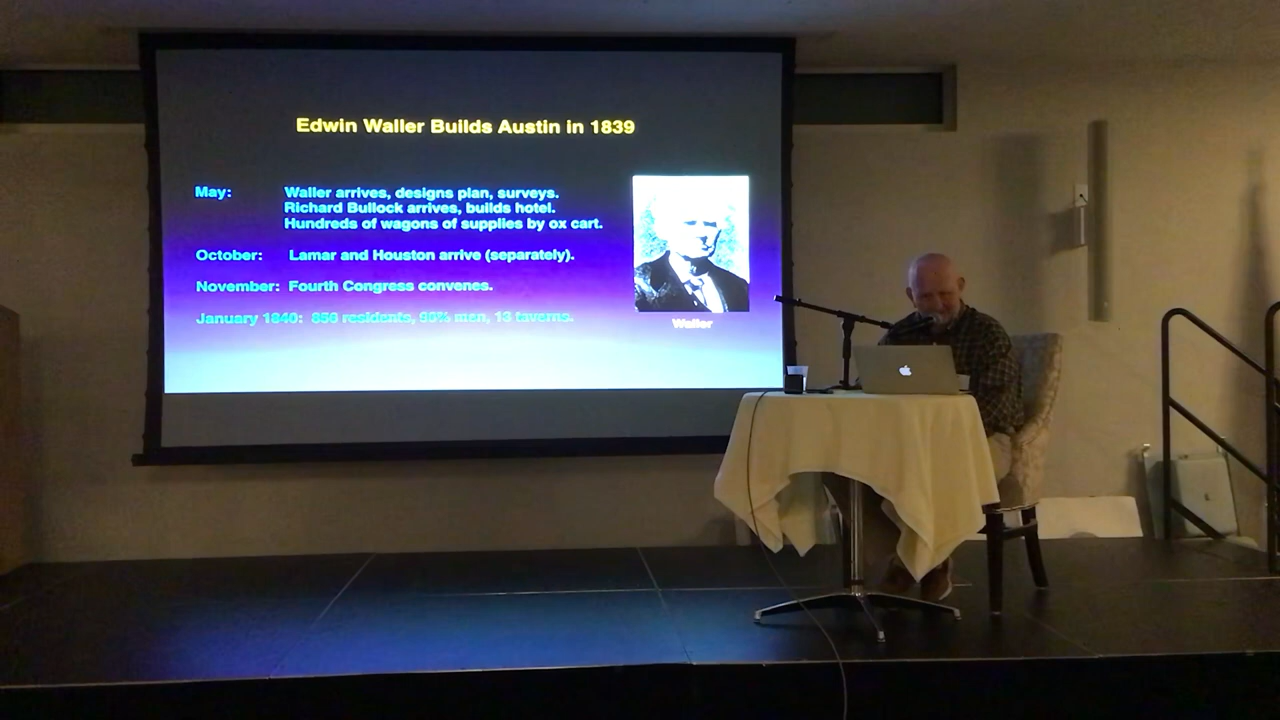 Edwin Waller Builds Austin in 1839
May: Waller arrives, designs plan, surveys.
Richard Bullock arrives, builds hotel.
Hundreds of wagons of supplies by ox cart.
October: Lamar and Houston arrive (separately).
November: Fourth Congress convenes.
January 1840: 856 residents, men, 13 taverns.
Waller